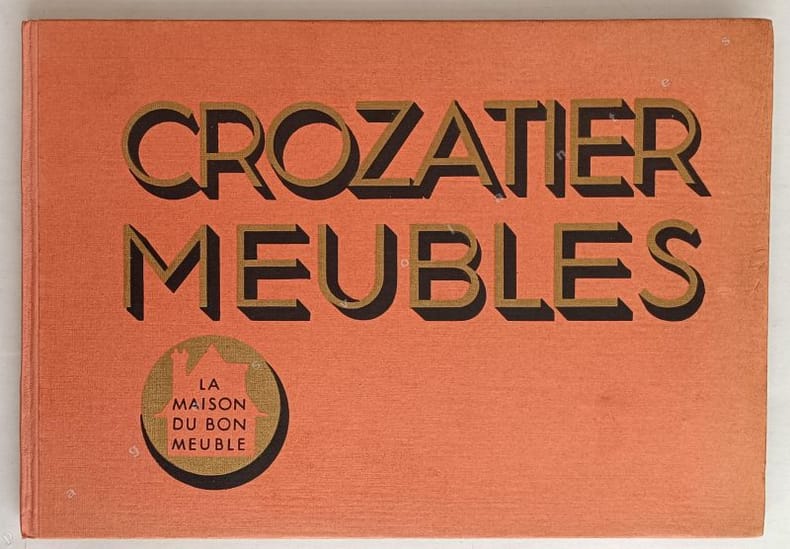 CROZATIER
MEUBLES
LA
MAISON
DU BON
MEUBLE